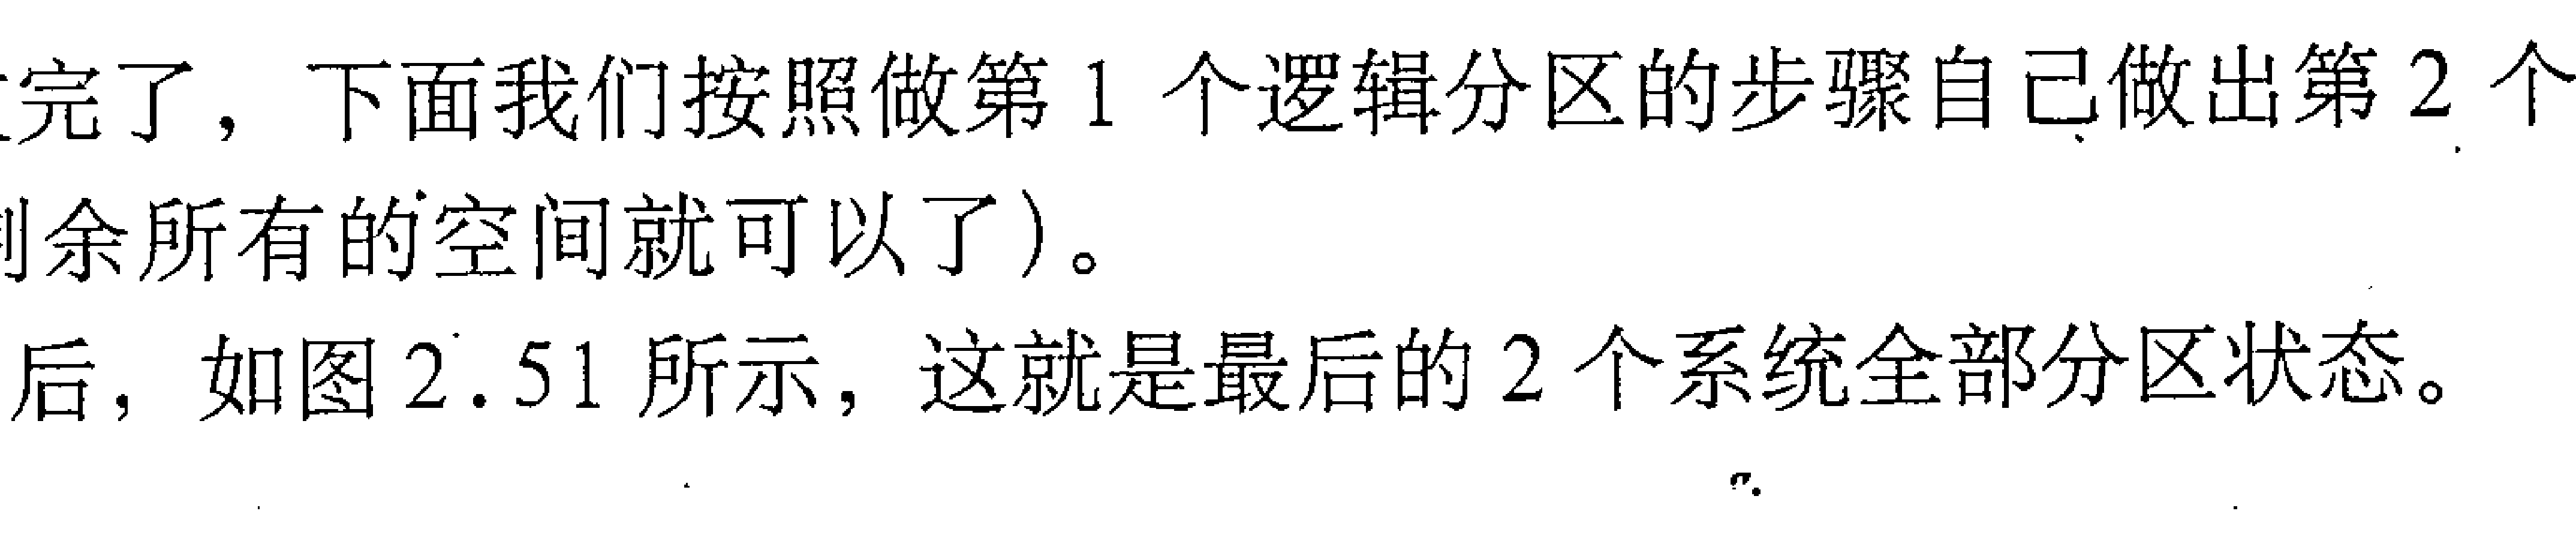 完了，下面我们按照做第 1 个逻辑分区的步骤自己做出第 2 个
剩余所有的空间就可以了)。
后，如图 2.51 所示，这就是最后的 2 个系统全部分区状态。